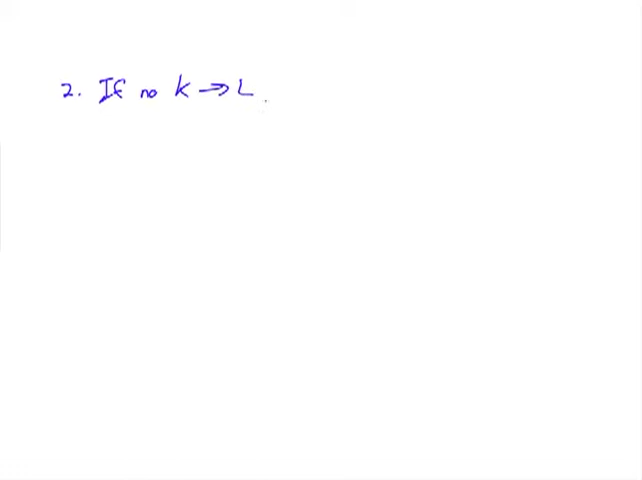 2. If no K → L